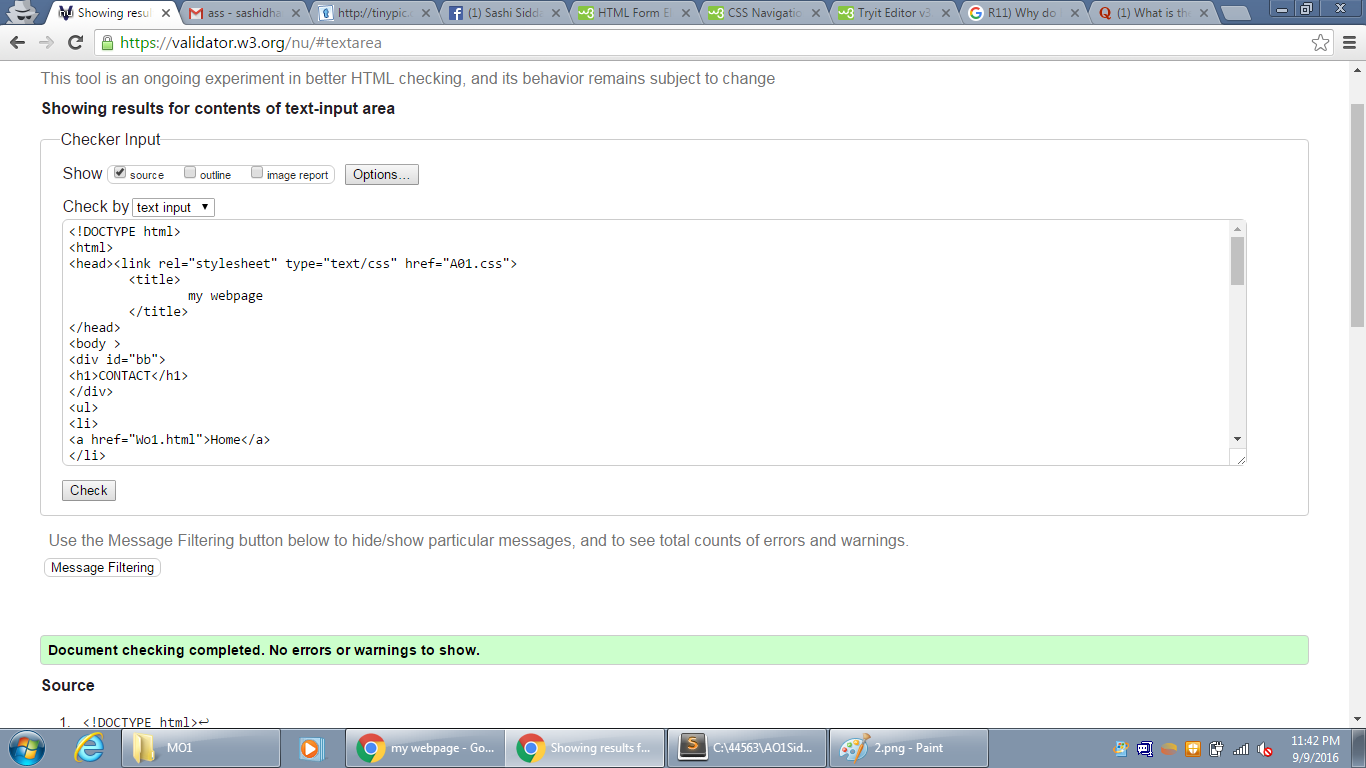 Showing resul
ass - sashidha
http://tinypic.c
(1) Sashi Sidda
HTML Form El
CSS Navigatio
Tryit Editor v3
R11) Why do
(1) What is the
https://validator.w3.org/nu/#textarea
This tool is an ongoing experiment in better HTML checking, and its behavior remains subject to change
Showing results for contents of text-input area
Checker Input
Show source outline image report Options...
Check by text input
<!DOCTYPE html>
<html>
<head><link rel="stylesheet" type="text/css" href="A01.css">
<title>
my webpage
</title>
</head>
<body >
<div id="bb">
<h1>CONTACT</h1>
</div>
<ul>
<li>
<a href="Wo1.html">Home</a>
</li>
Check
Use the Message Filtering button below to hide/show particular messages, and to see total counts of errors and warnings.
Message Filtering
Document checking completed. No errors or warnings to show.
Source
1. <!DOCTYPE html>↩
MO1
my webpage - Go...
Showing results f...
C:\44563\AO1Sid...
2.png - Paint
11:42 PM
9/9/2016